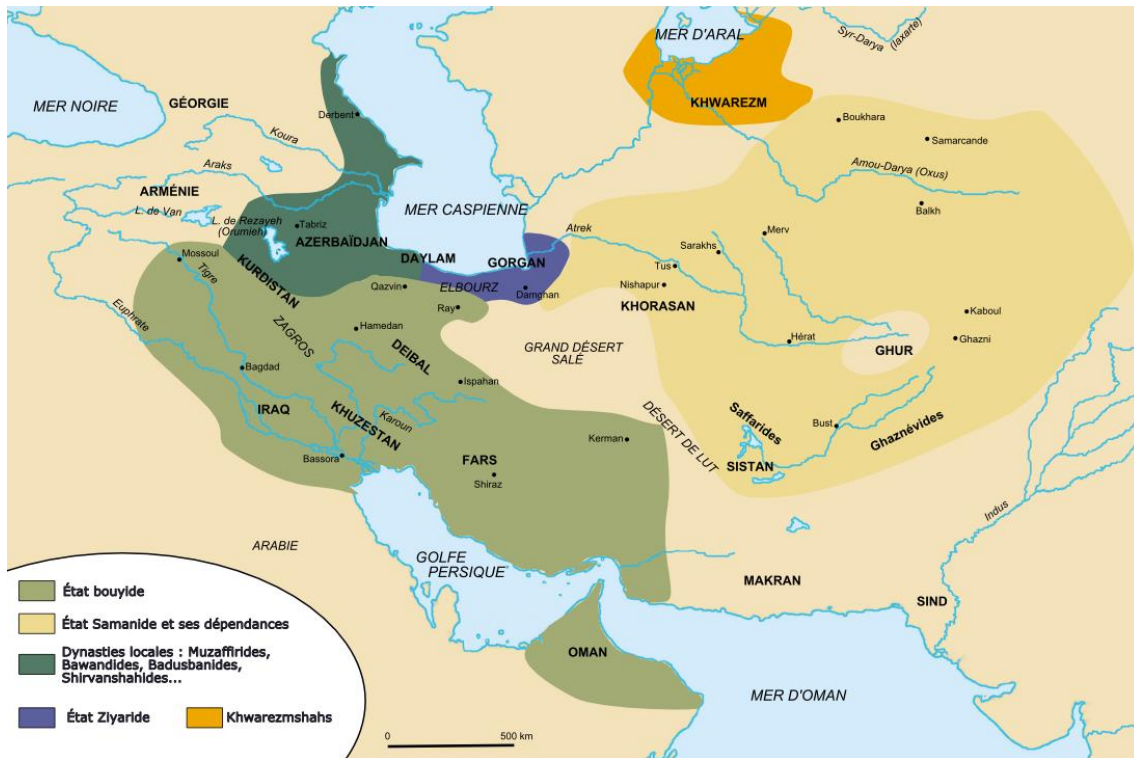 MER NOIRE
GÉORGIE
Derbent
Koura
Araks
ARMÉNIE
L. de Van
L. de Rezayeh
(Orumieh)
Tabriz
AZERBAÏDJAN
MER CASPIENNE
MER D'ARAL
Syr-Darya (Iaxarte)
KHWAREZM
Boukhara
Samarcande
Amou-Darya (Oxus)
Balkh
Mossoul
Tigre
KURDISTAN
DAYLAM
GORGAN
Atrek
Qazvin
ELBOURZ
Damghan
Ray
Sarakhs
Merv
Tus
Nishapur
KHORASAN
Kaboul
Ghazni
Hérat
GHUR
Euphrate
ZAGROS
Hamedan
DEIBAL
GRAND DÉSERT
SALÉ
Bagdad
Ispahan
IRAQ
KHUZESTAN
Karoun
Bassora
FARS
Shiraz
Kerman
DÉSERT DE LUT
Saffarides
SISTAN
Bust
Ghaznévides
Indus
ARABIE
GOLFE
PERSIQUE
MAKRAN
SIND
OMAN
MER D'OMAN
État bouyide
État Samanide et ses dépendances
Dynasties locales : Muzaffirides,
Bawandides, Badusbanides,
Shirvanshahides...
État Ziyaride
Khwarezmshahs
0 500 km